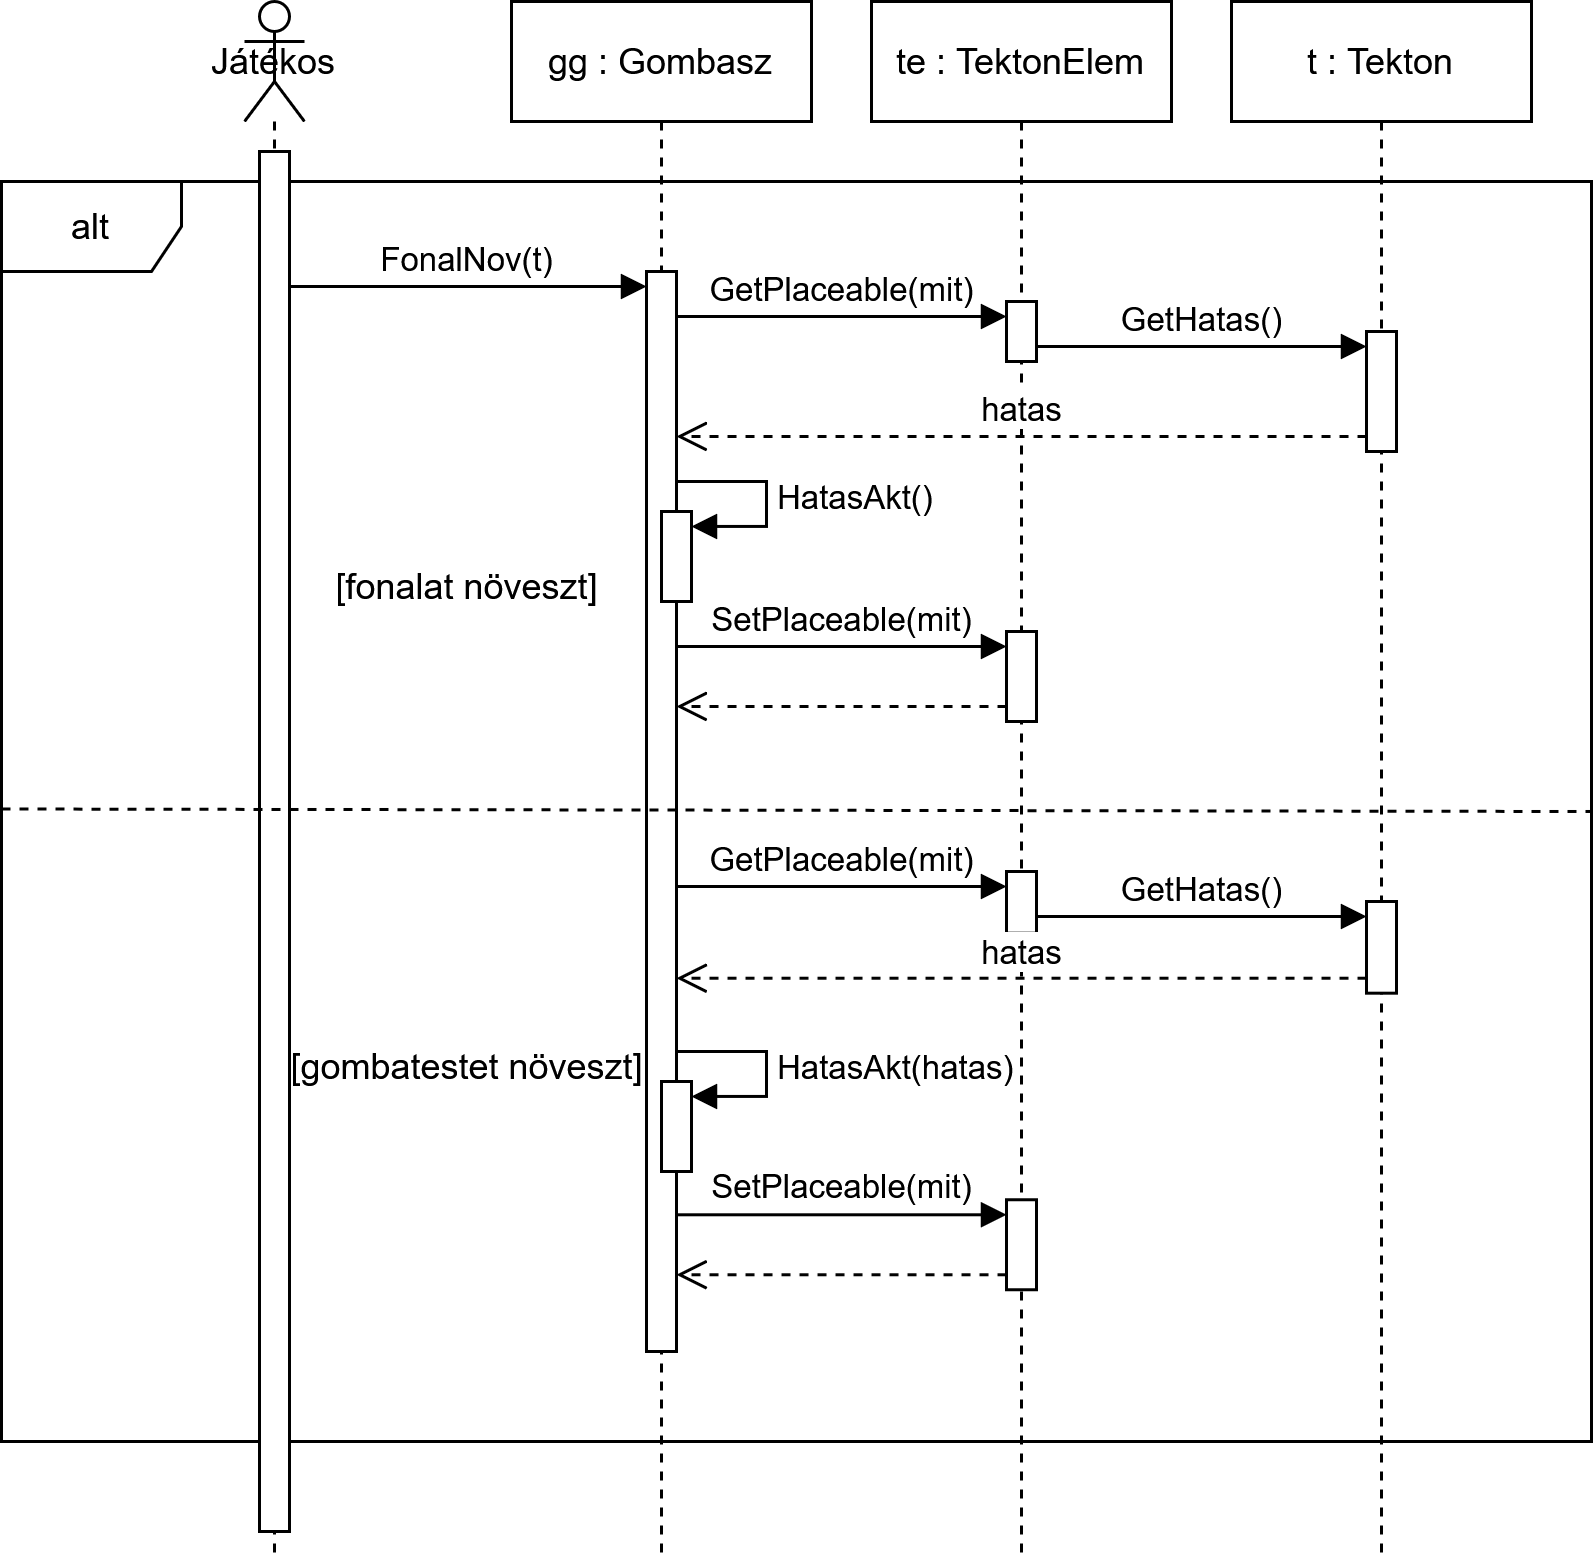 Játékos
gg : Gombasz
te : TektonElem
t : Tekton
alt
FonalNov(t)
GetPlaceable(mit)
GetHatas()
hatas
HatasAkt()
[fonalat növeszt]
SetPlaceable(mit)
GetPlaceable(mit)
GetHatas()
hatas
[gombatestet növeszt]
HatasAkt(hatas)
SetPlaceable(mit)